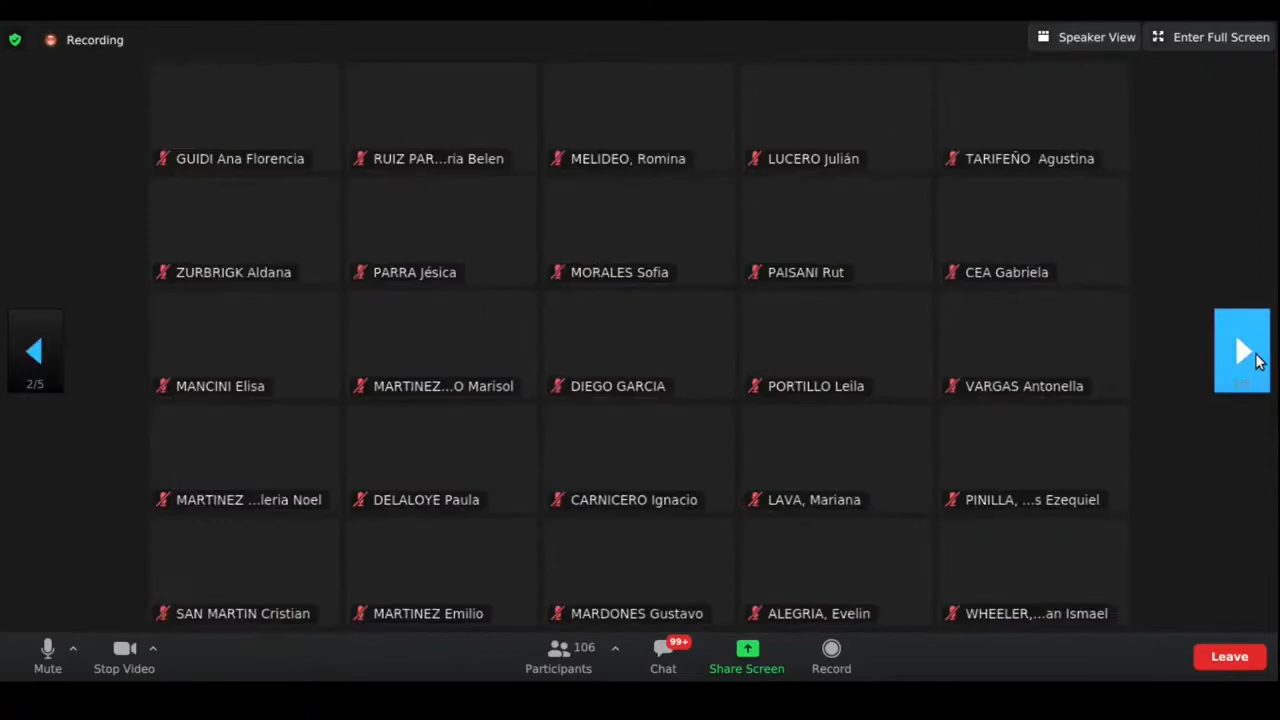 Recording
Speaker View
Enter Full Screen
GUIDI Ana Florencia
RUIZ PAR...ria Belen
MELIDEO, Romina
LUCERO Julián
TARIFEÑO Agustina
ZURBRIGK Aldana
PARRA Jésica
MORALES Sofia
PAISANI Rut
CEA Gabriela
2/5
MANCINI Elisa
MARTINEZ...O Marisol
DIEGO GARCIA
PORTILLO Leila
VARGAS Antonella
MARTINEZ ...leria Noel
DELALOYE Paula
CARNICERO Ignacio
LAVA, Mariana
PINILLA, ...s Ezequiel
SAN MARTIN Cristian
MARTINEZ Emilio
MARDONES Gustavo
ALEGRIA, Evelin
WHEELER,...an Ismael
Mute
Stop Video
106
Participants
99+
Chat
Share Screen
Record
Leave